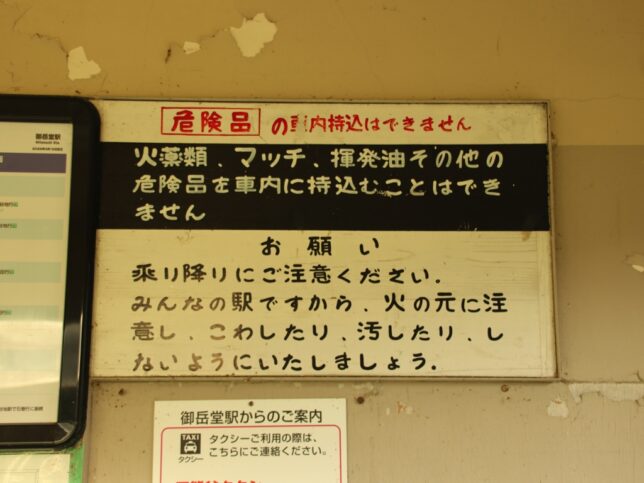 危険品 の車内持込はできません
火薬類、マッチ、揮発油その他の
危険品を車内に持込むことはでき
ません
お願い
乗り降りにご注意ください。
みんなの駅ですから、火の元に注
意し、こわしたり、汚したり、し
ないようにいたしましょう。
御岳堂駅
御岳堂駅からのご案内
TAXI
タクシー
タクシーご利用の際は、
こちらにご連絡ください。